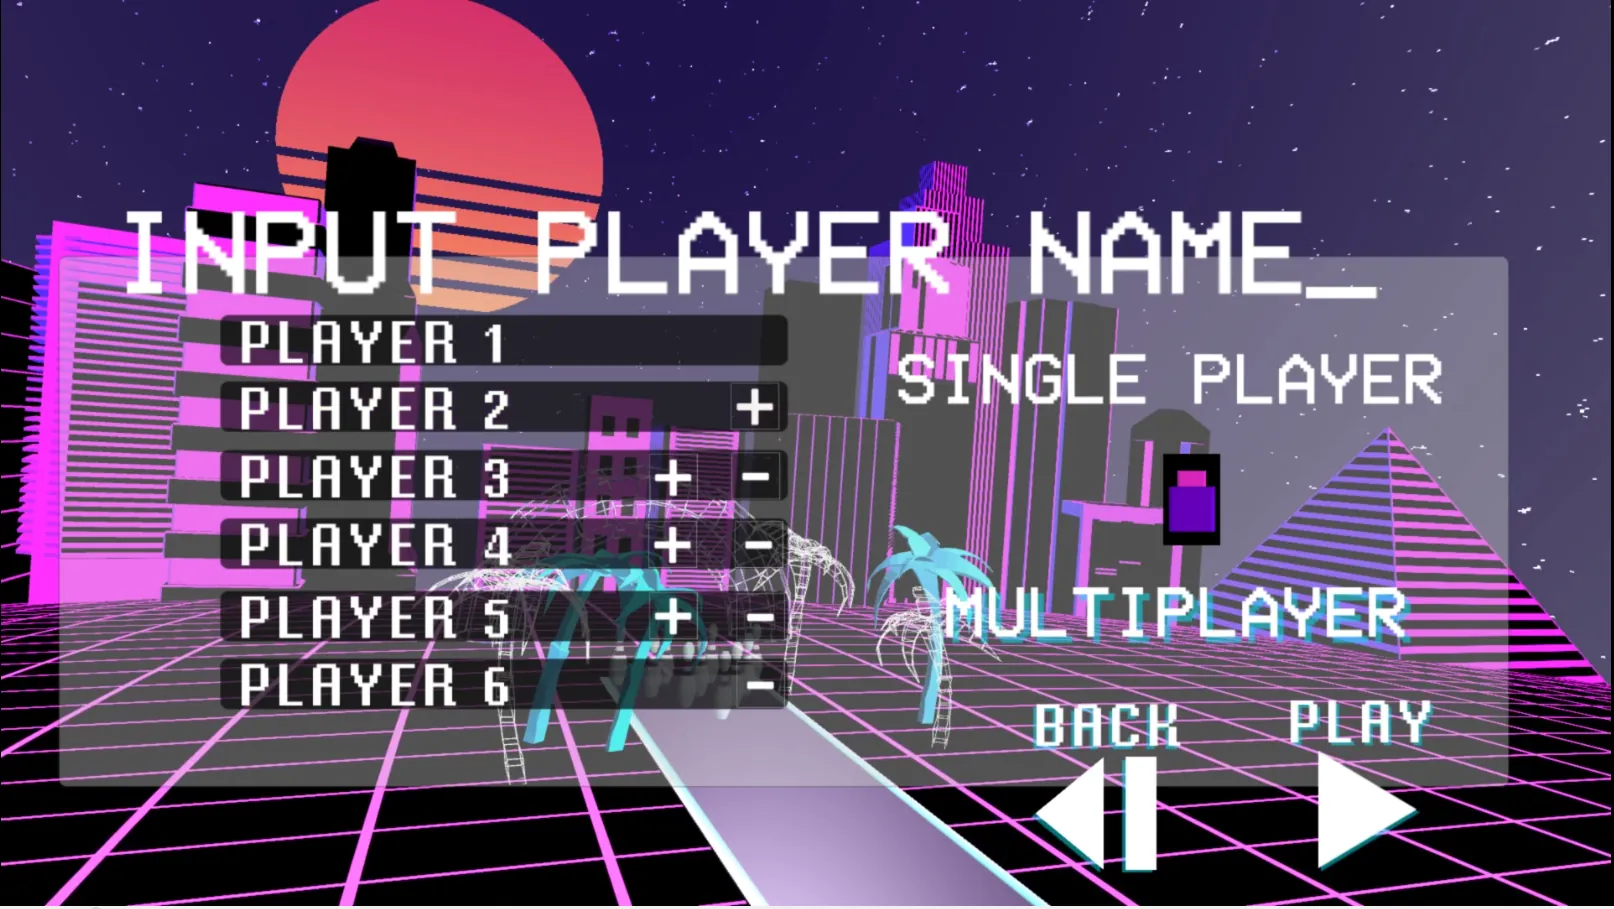 INPUT PLAYER NAME_
PLAYER 1
PLAYER 2 +
PLAYER 3 + -
PLAYER 4 + -
PLAYER 5 + -
PLAYER 6 -
SINGLE PLAYER
MULTIPLAYER
BACK
PLAY